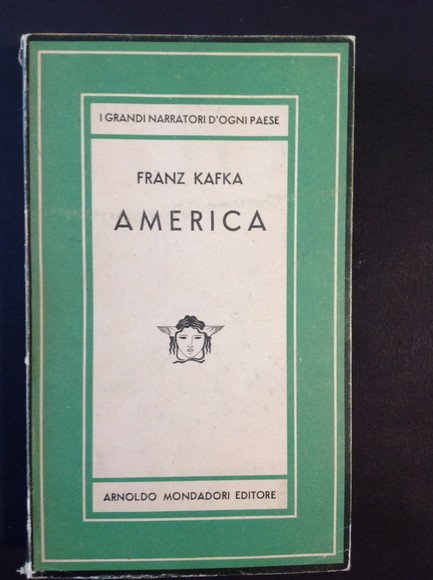 I GRANDI NARRATORI D'OGNI PAESE
FRANZ KAFKA
AMERICA
ARNOLDO MONDADORI EDITORE